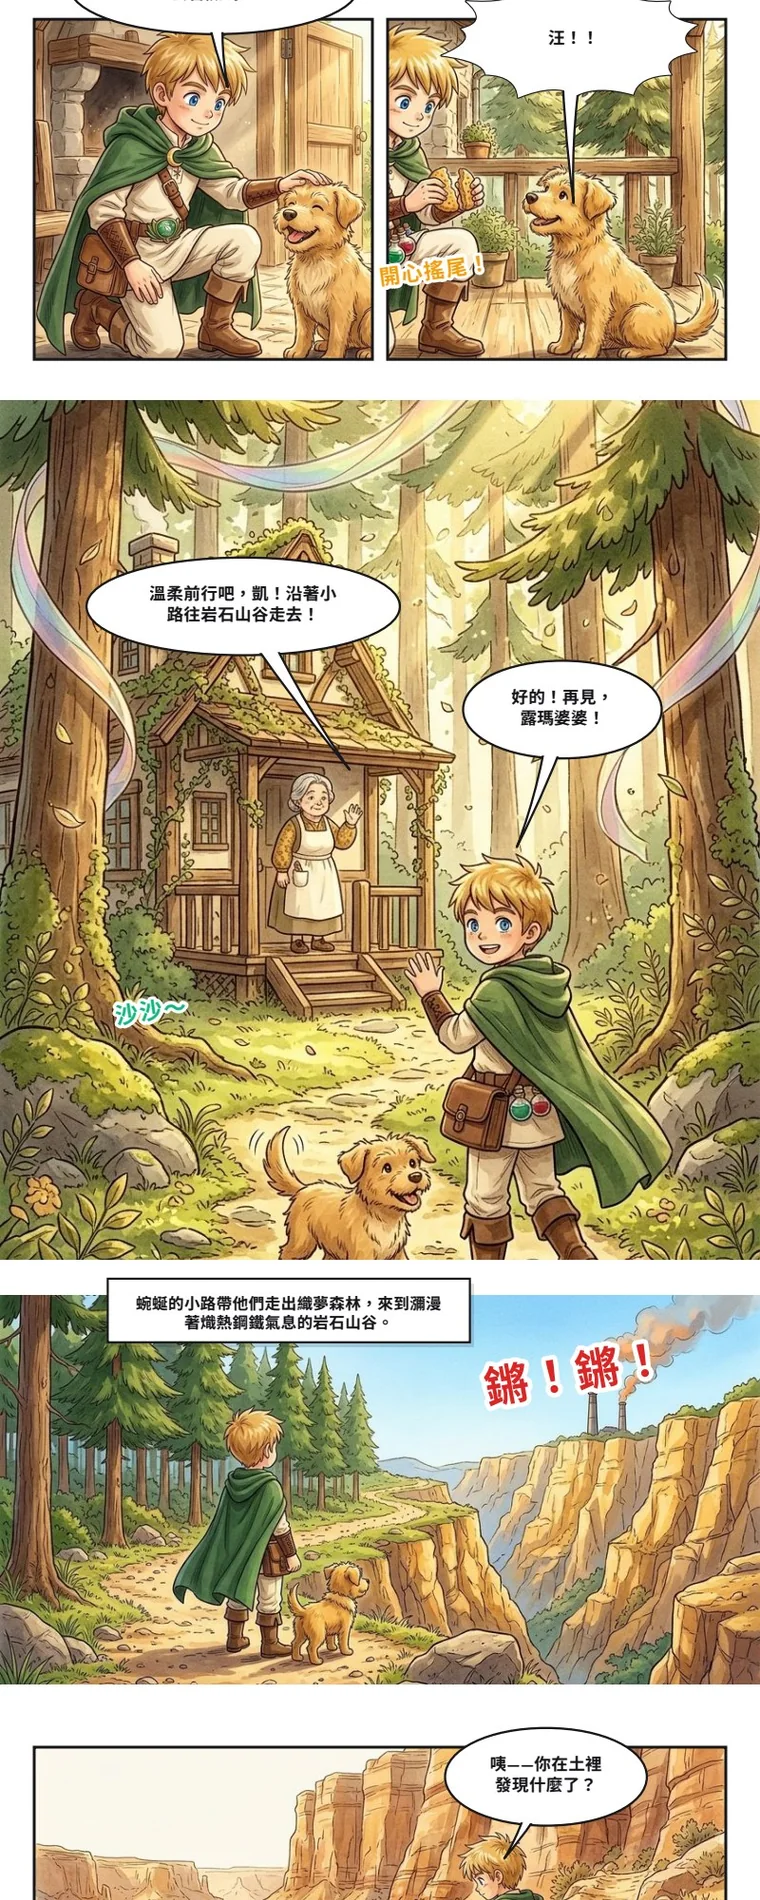 汪！！
開心搖尾！
溫柔前行吧，凱！沿著小
路往岩石山谷走去！
好的！再見，
露瑪婆婆！
沙沙～
蜿蜒的小路帶他們走出織夢森林，來到瀰漫
著熾熱鋼鐵氣息的岩石山谷。
鏘！鏘！
咦——你在土裡
發現什麼了？